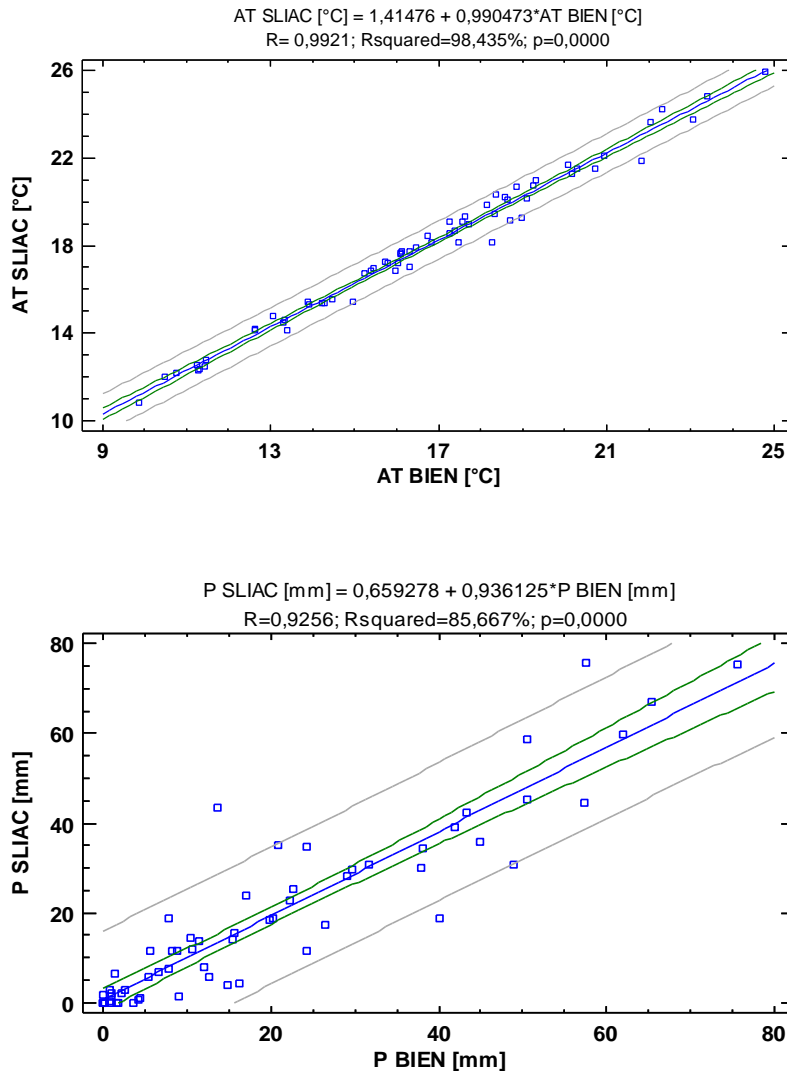 AT SLIAC [°C] = 1,41476 + 0,990473*AT BIEN [°C]
R= 0,9921; Rsquared=98,435%; p=0,0000
26
22
18
14
10
AT SLIAC [°C]
9
13
17
21
25
AT BIEN [°C]
P SLIAC [mm] = 0,659278 + 0,936125*P BIEN [mm]
R=0,9256; Rsquared=85,667%; p=0,0000
80
60
40
20
0
P SLIAC [mm]
0
20
40
60
80
P BIEN [mm]